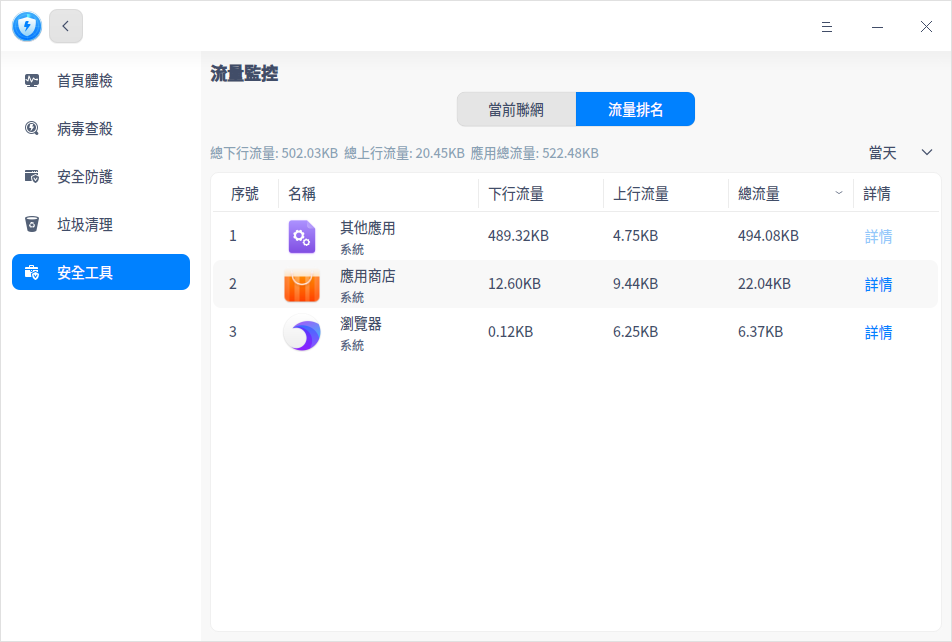 流量監控
首頁體檢
病毒查殺
安全防護
垃圾清理
安全工具
當前聯網 流量排名
總下行流量: 502.03KB 總上行流量: 20.45KB 應用總流量: 522.48KB 當天
序號 名稱 下行流量 上行流量 總流量 詳情
1 其他應用 系統 489.32KB 4.75KB 494.08KB 詳情
2 應用商店 系統 12.60KB 9.44KB 22.04KB 詳情
3 瀏覽器 系統 0.12KB 6.25KB 6.37KB 詳情